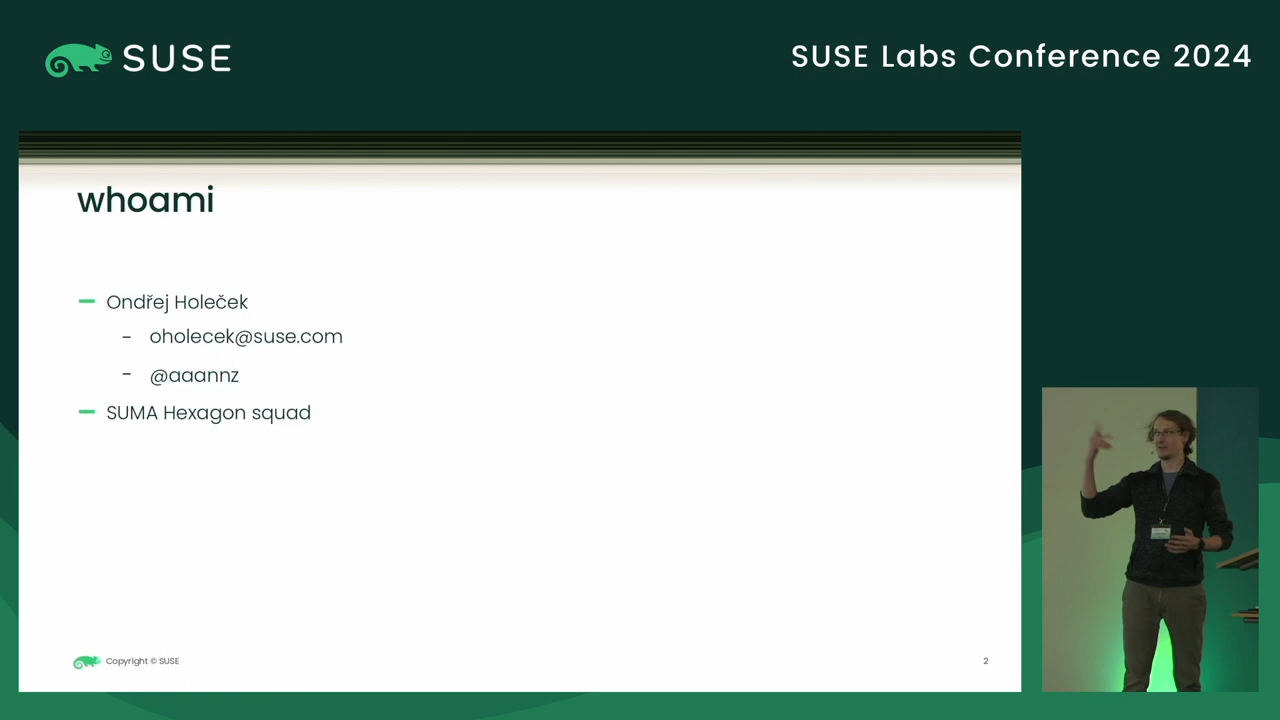 SUSE
SUSE Labs Conference 2024
whoami
Ondřej Holeček
- oholecek@suse.com
- @aaannz
SUMA Hexagon squad
Copyright © SUSE
2